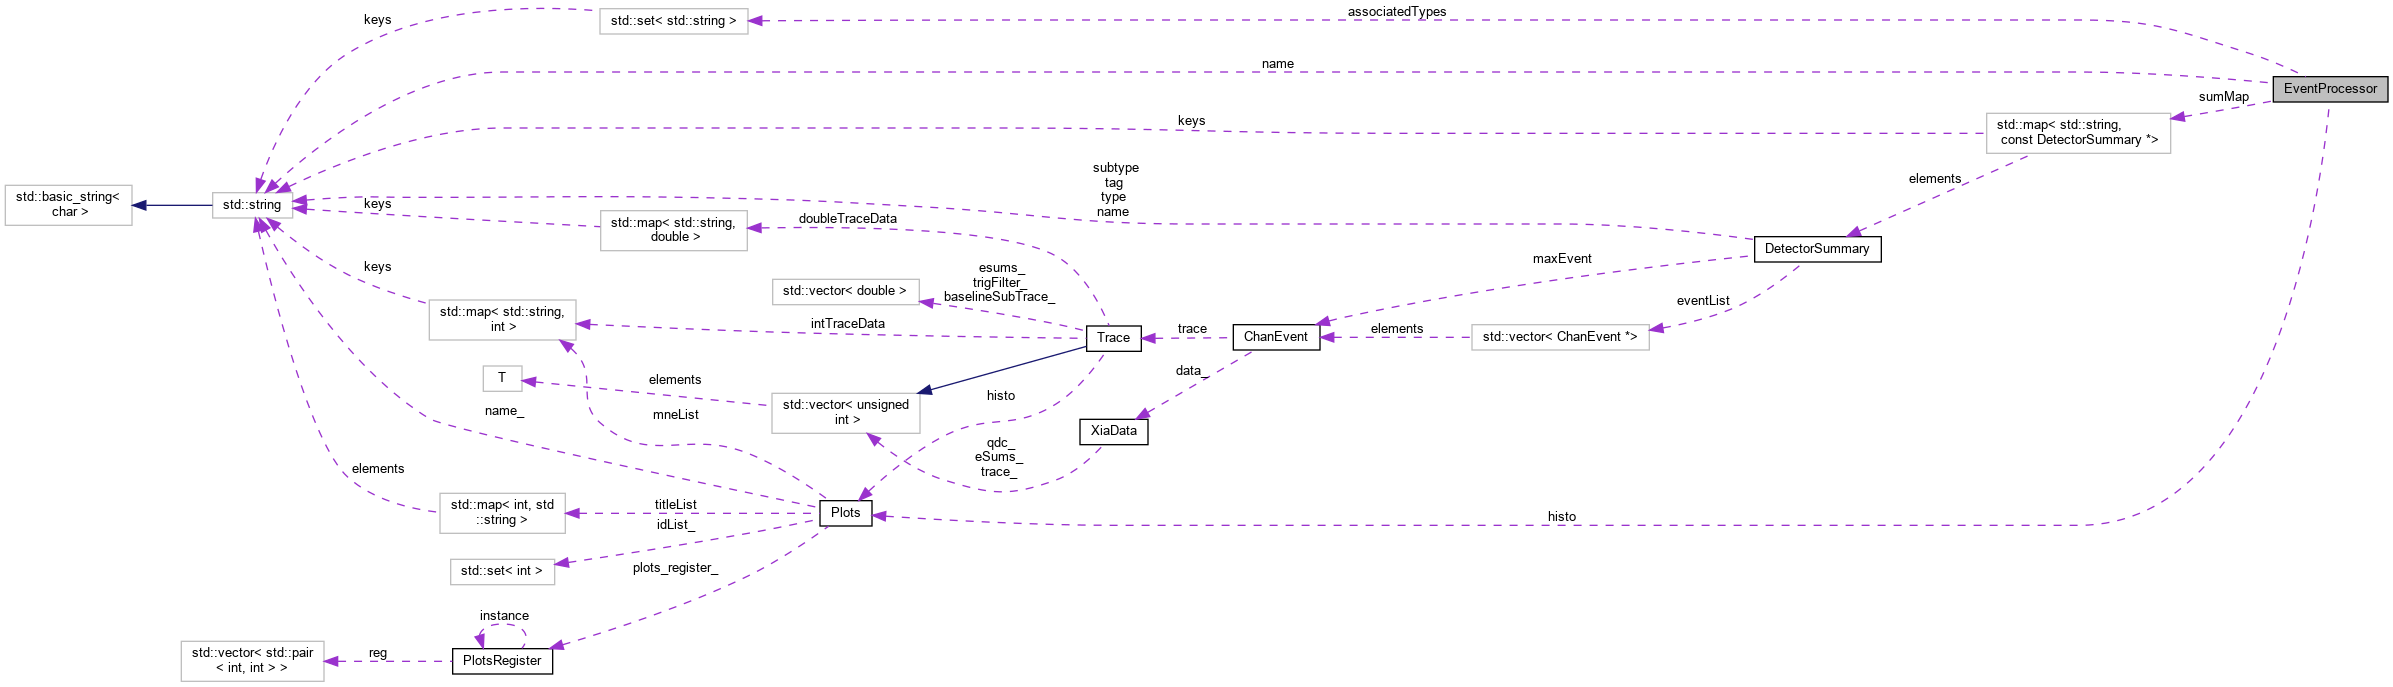 keys
std::set< std::string >
associatedTypes
name
EventProcessor
sumMap
keys
std::map< std::string,
const DetectorSummary *>
subtype
tag
type
name
elements
std::basic_string<
char >
std::string
keys
std::map< std::string,
double >
doubleTraceData
DetectorSummary
maxEvent
keys
esums_
trigFilter_
baselineSubTrace_
std::vector< double >
eventList
std::map< std::string,
int >
intTraceData
Trace
trace
ChanEvent
elements
std::vector< ChanEvent *>
T
elements
data_
std::vector< unsigned
int >
histo
name_
mneList
XiaData
qdc_
eSums_
trace_
elements
std::map< int, std
::string >
titleList
idList_
Plots
histo
std::set< int >
plots_register_
instance
std::vector< std::pair
< int, int > >
reg
PlotsRegister